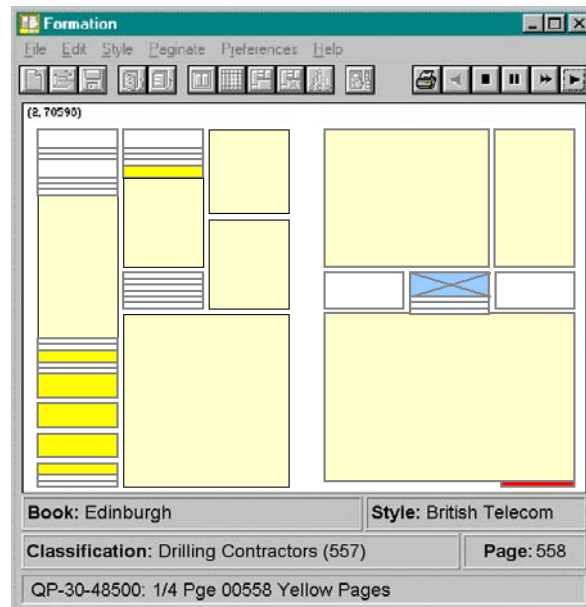 Formation
File Edit Style Paginate Preferences Help
(2, 70590)
Book: Edinburgh Style: British Telecom
Classification: Drilling Contractors (557) Page: 558
QP-30-48500: 1/4 Pge 00558 Yellow Pages